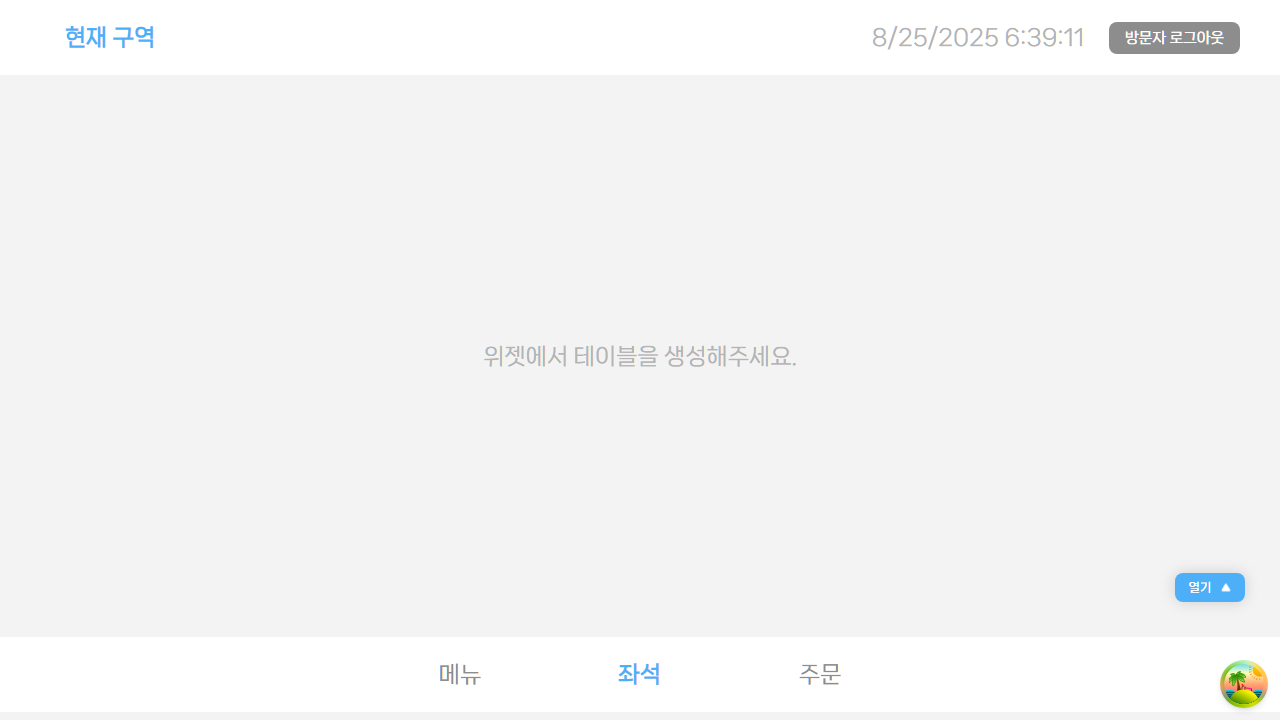 현재 구역
8/25/2025 6:39:11
방문자 로그아웃
위젯에서 테이블을 생성해주세요.
열기
메뉴
좌석
주문